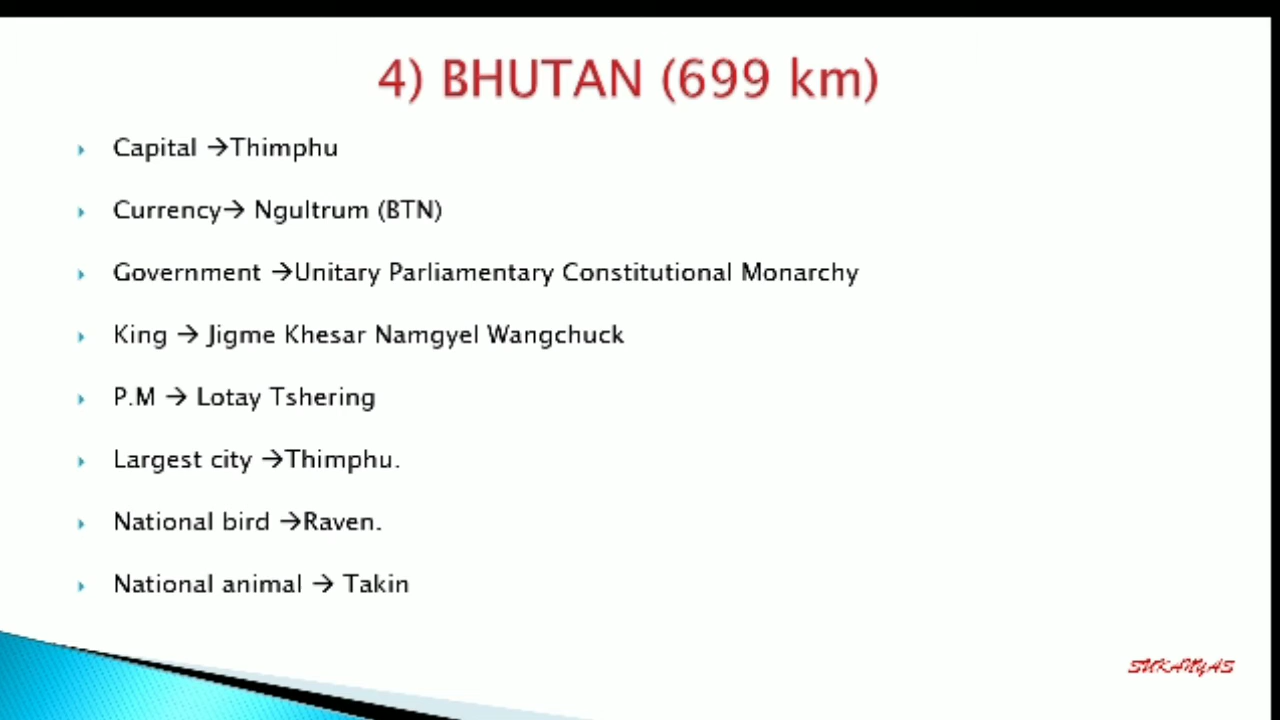 4) BHUTAN (699 km)
Capital →Thimphu
Currency→ Ngultrum (BTN)
Government →Unitary Parliamentary Constitutional Monarchy
King → Jigme Khesar Namgyel Wangchuck
P.M → Lotay Tshering
Largest city →Thimphu.
National bird →Raven.
National animal → Takin
SUKANYAS